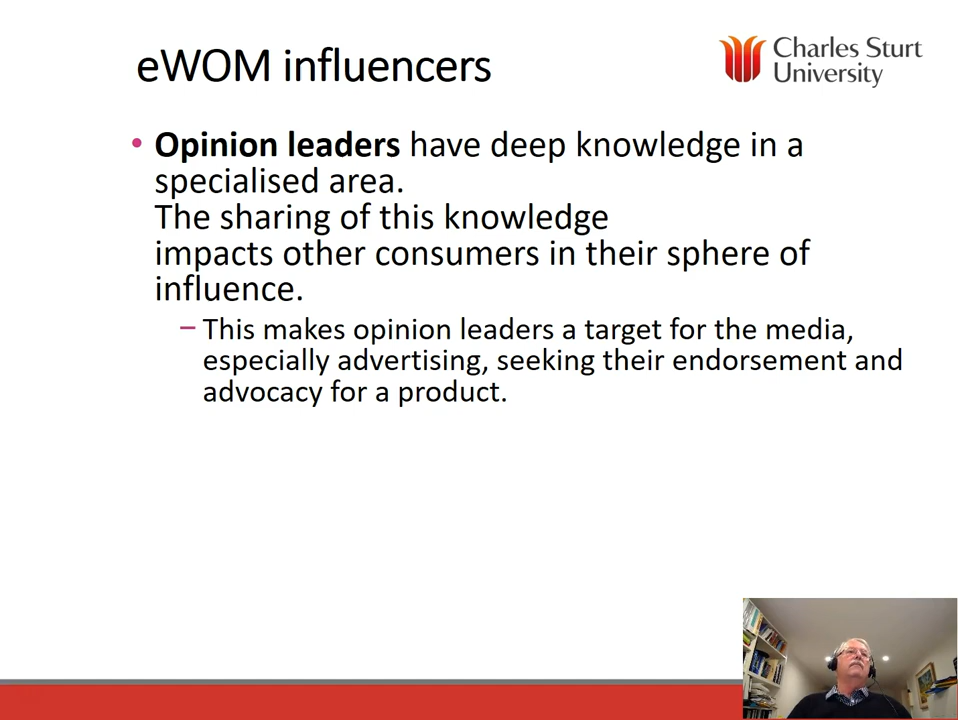 eWOM influencers
Charles Sturt
University
• Opinion leaders have deep knowledge in a
specialised area.
The sharing of this knowledge
impacts other consumers in their sphere of
influence.
– This makes opinion leaders a target for the media,
especially advertising, seeking their endorsement and
advocacy for a product.